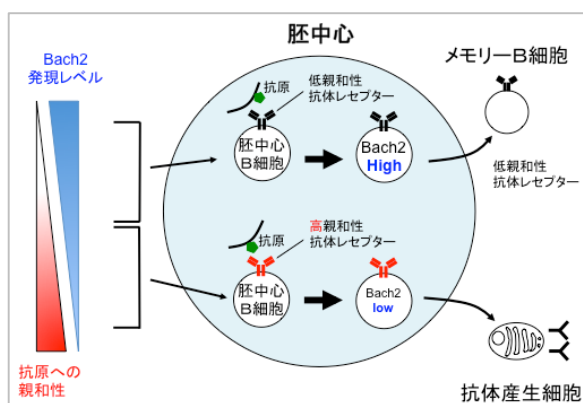 胚中心
Bach2
発現レベル
抗原
低親和性
抗体レセプター
胚中心
B細胞
Bach2
High
メモリーB細胞
低親和性
抗体レセプター
抗原
高親和性
抗体レセプター
胚中心
B細胞
Bach2
low
抗原への
親和性
抗体産生細胞